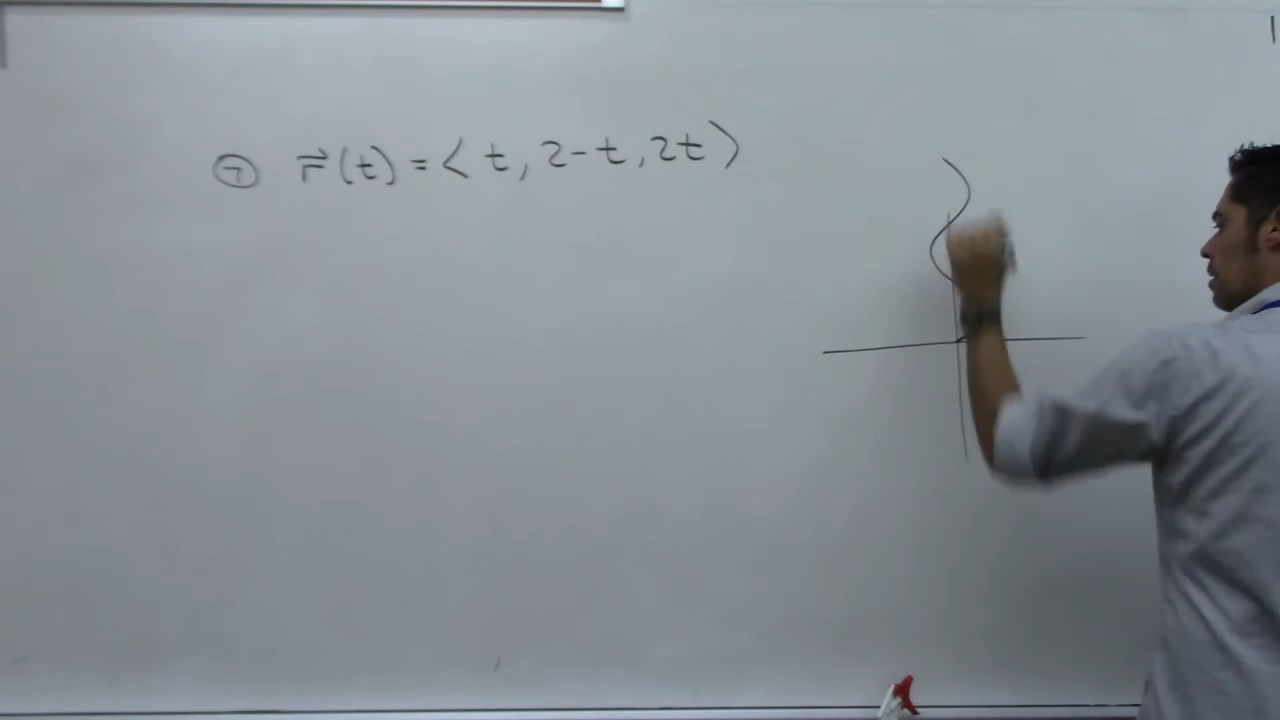 ⑦ r⃗(t) = ⟨ t, 2-t, 2t ⟩